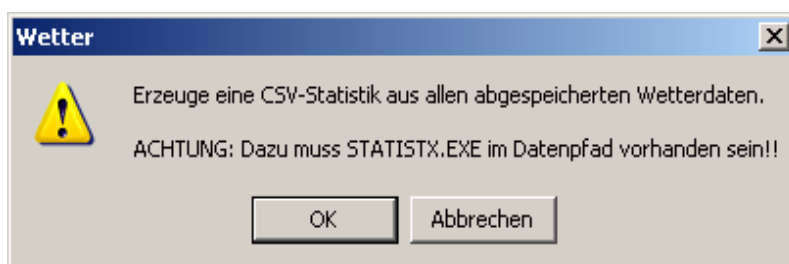 Wetter
Erzeuge eine CSV-Statistik aus allen abgespeicherten Wetterdaten.
ACHTUNG: Dazu muss STATISTX.EXE im Datenpfad vorhanden sein!!
OK
Abbrechen